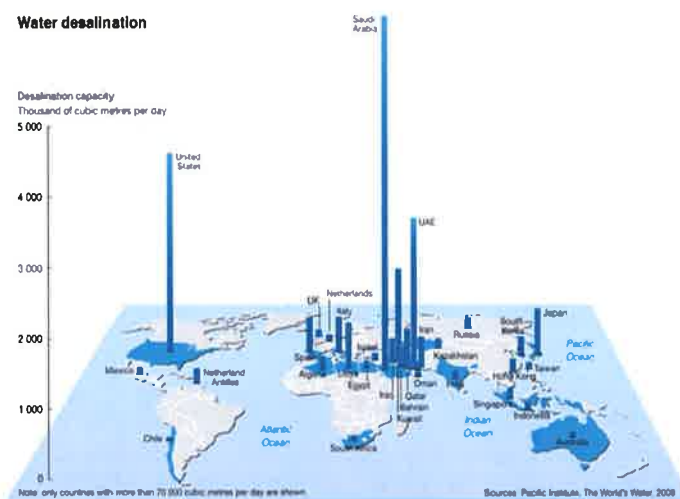 Water desalination
Desalination capacity
Thousand of cubic metres per day
5 000
4 000
3 000
2 000
1 000
0
Saudi
Arabia
United
States
UAE
UK
Netherlands
Italy
Japan
Iran
Russia
South
Korea
Pacific
Ocean
Spain
Israel
Kazakhstan
Taiwan
Mexico
Netherland
Antilles
Egypt
Oman
Hong Kong
Iraq
Qatar
Bahrain
Kuwait
Singapore
Indonesia
Chile
Atlantic
Ocean
Indian
Ocean
South Africa
Australia
Note: only countries with more than 70 000 cubic metres per day are shown
Sources: Pacific Institute, The World's Water, 2008